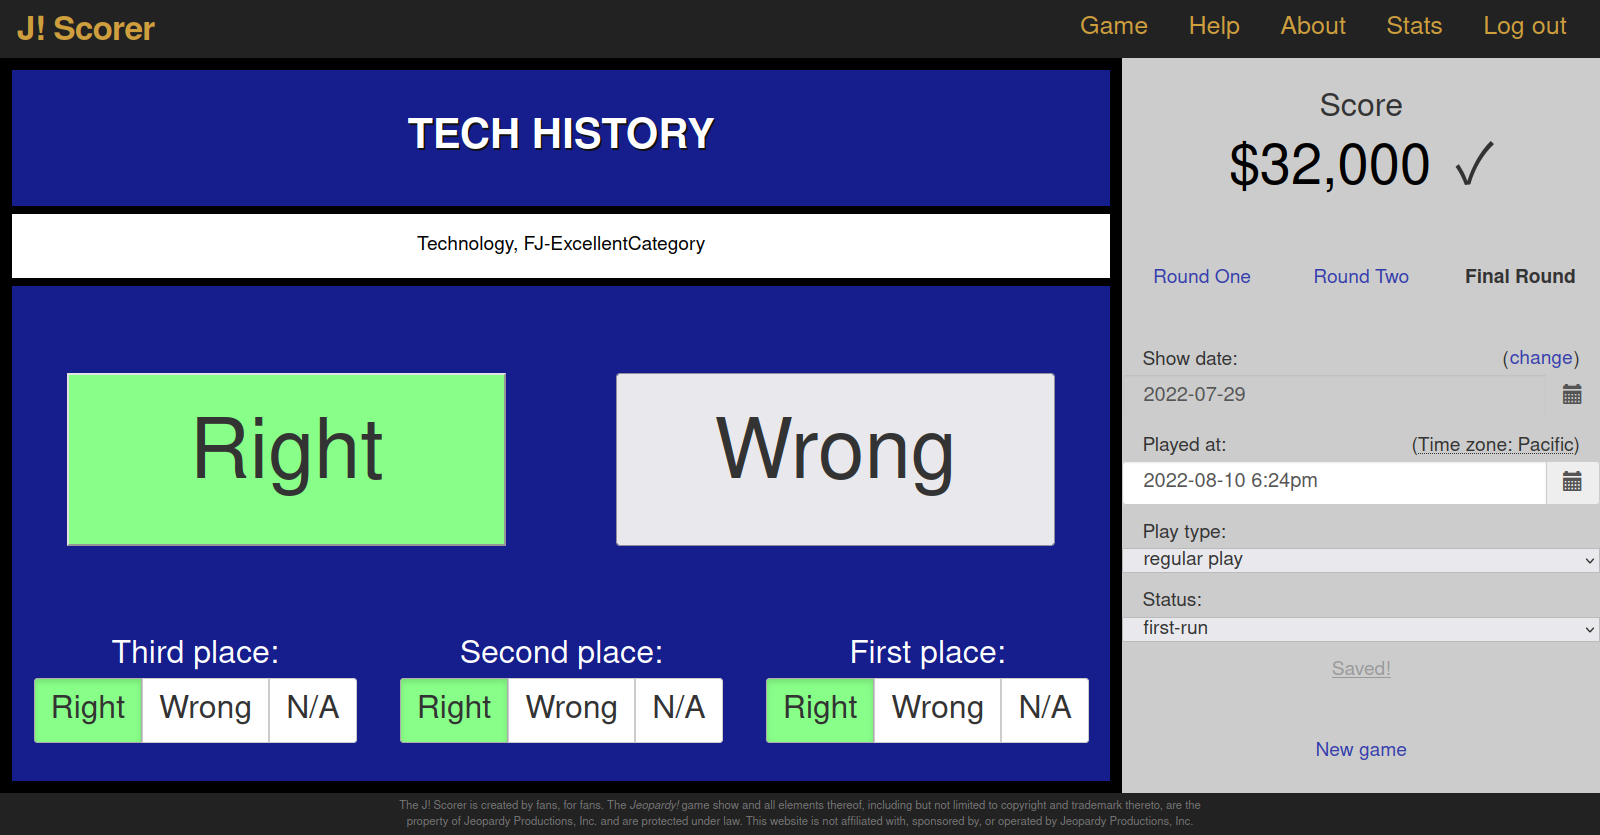 J! Scorer
Game Help About Stats Log out
TECH HISTORY
Technology, FJ-ExcellentCategory
Right Wrong
Third place: Second place: First place:
Right Wrong N/A Right Wrong N/A Right Wrong N/A
Score
$32,000 ✓
Round One Round Two Final Round
Show date: (change)
2022-07-29
Played at: (Time zone: Pacific)
2022-08-10 6:24pm
Play type:
regular play
Status:
first-run
Saved!
New game
The J! Scorer is created by fans, for fans. The Jeopardy! game show and all elements thereof, including but not limited to copyright and trademark thereto, are the
property of Jeopardy Productions, Inc. and are protected under law. This website is not affiliated with, sponsored by, or operated by Jeopardy Productions, Inc.